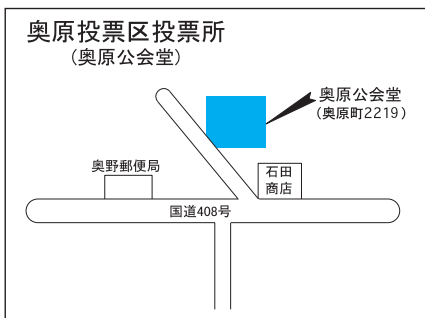 奥原投票区投票所
(奥原公会堂)
奥原公会堂
(奥原町2219)
奥野郵便局
石田
商店
国道408号